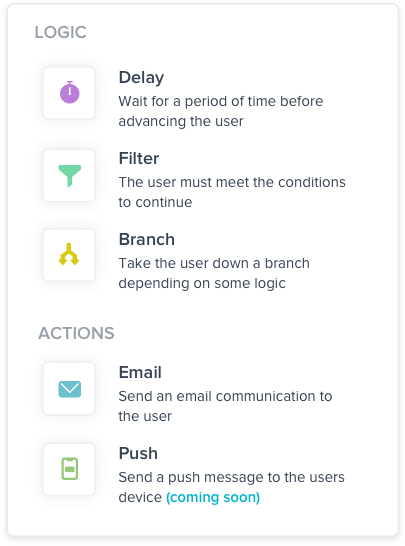 LOGIC
Delay
Wait for a period of time before
advancing the user
Filter
The user must meet the conditions
to continue
Branch
Take the user down a branch
depending on some logic
ACTIONS
Email
Send an email communication to
the user
Push
Send a push message to the users
device (coming soon)